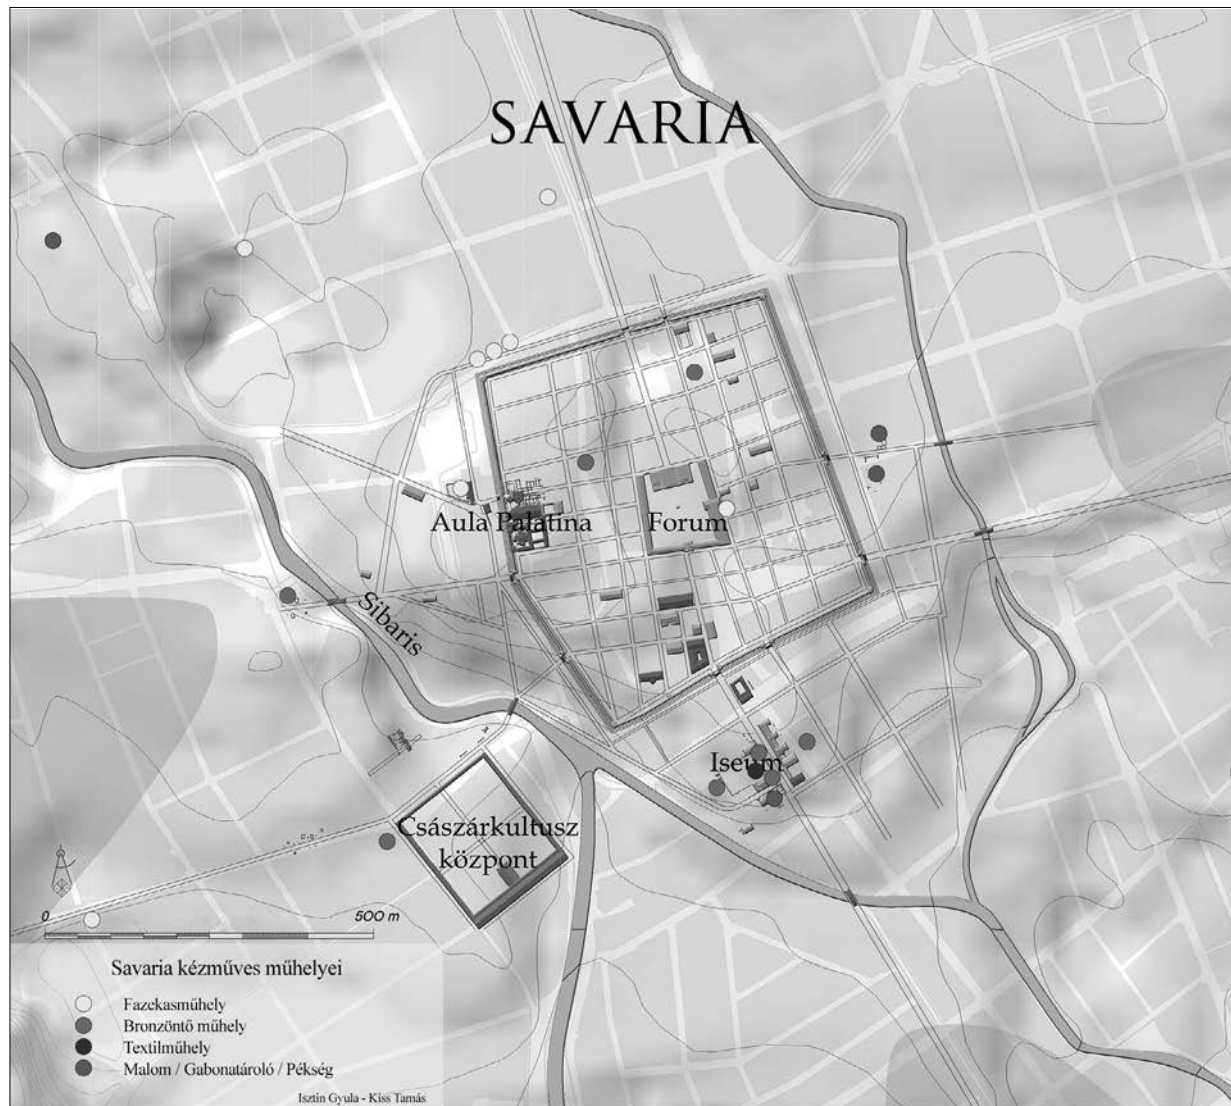 SAVARIA
Aula Palatina
Forum
Sibaris
Iseum
Császárkultusz
központ
0 500 m
Savaria kézműves műhelyei
Fazekasműhely
Bronzöntő műhely
Textilműhely
Malom / Gabonatároló / Pékség
Isztin Gyula - Kiss Tamás